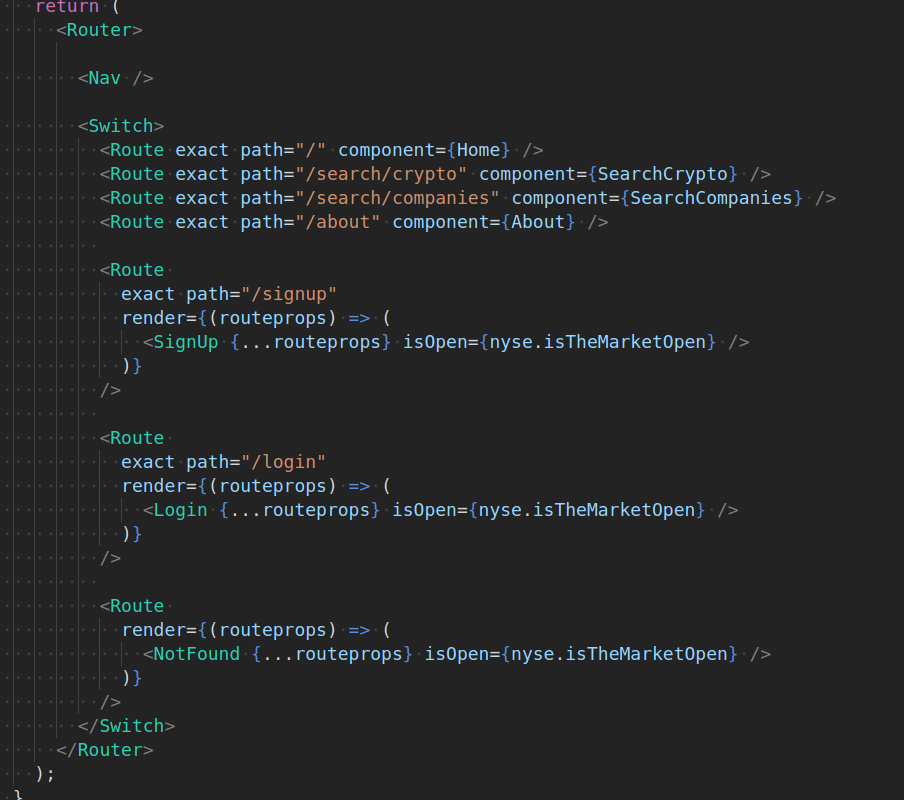 return (
<Router>
<Nav />
<Switch>
<Route exact path="/" component={Home} />
<Route exact path="/search/crypto" component={SearchCrypto} />
<Route exact path="/search/companies" component={SearchCompanies} />
<Route exact path="/about" component={About} />
<Route
exact path="/signup"
render={(routeprops) => (
<SignUp {...routeprops} isOpen={nyse.isTheMarketOpen} />
)}
/>
<Route
exact path="/login"
render={(routeprops) => (
<Login {...routeprops} isOpen={nyse.isTheMarketOpen} />
)}
/>
<Route
render={(routeprops) => (
<NotFound {...routeprops} isOpen={nyse.isTheMarketOpen} />
)}
/>
</Switch>
</Router>
);
}